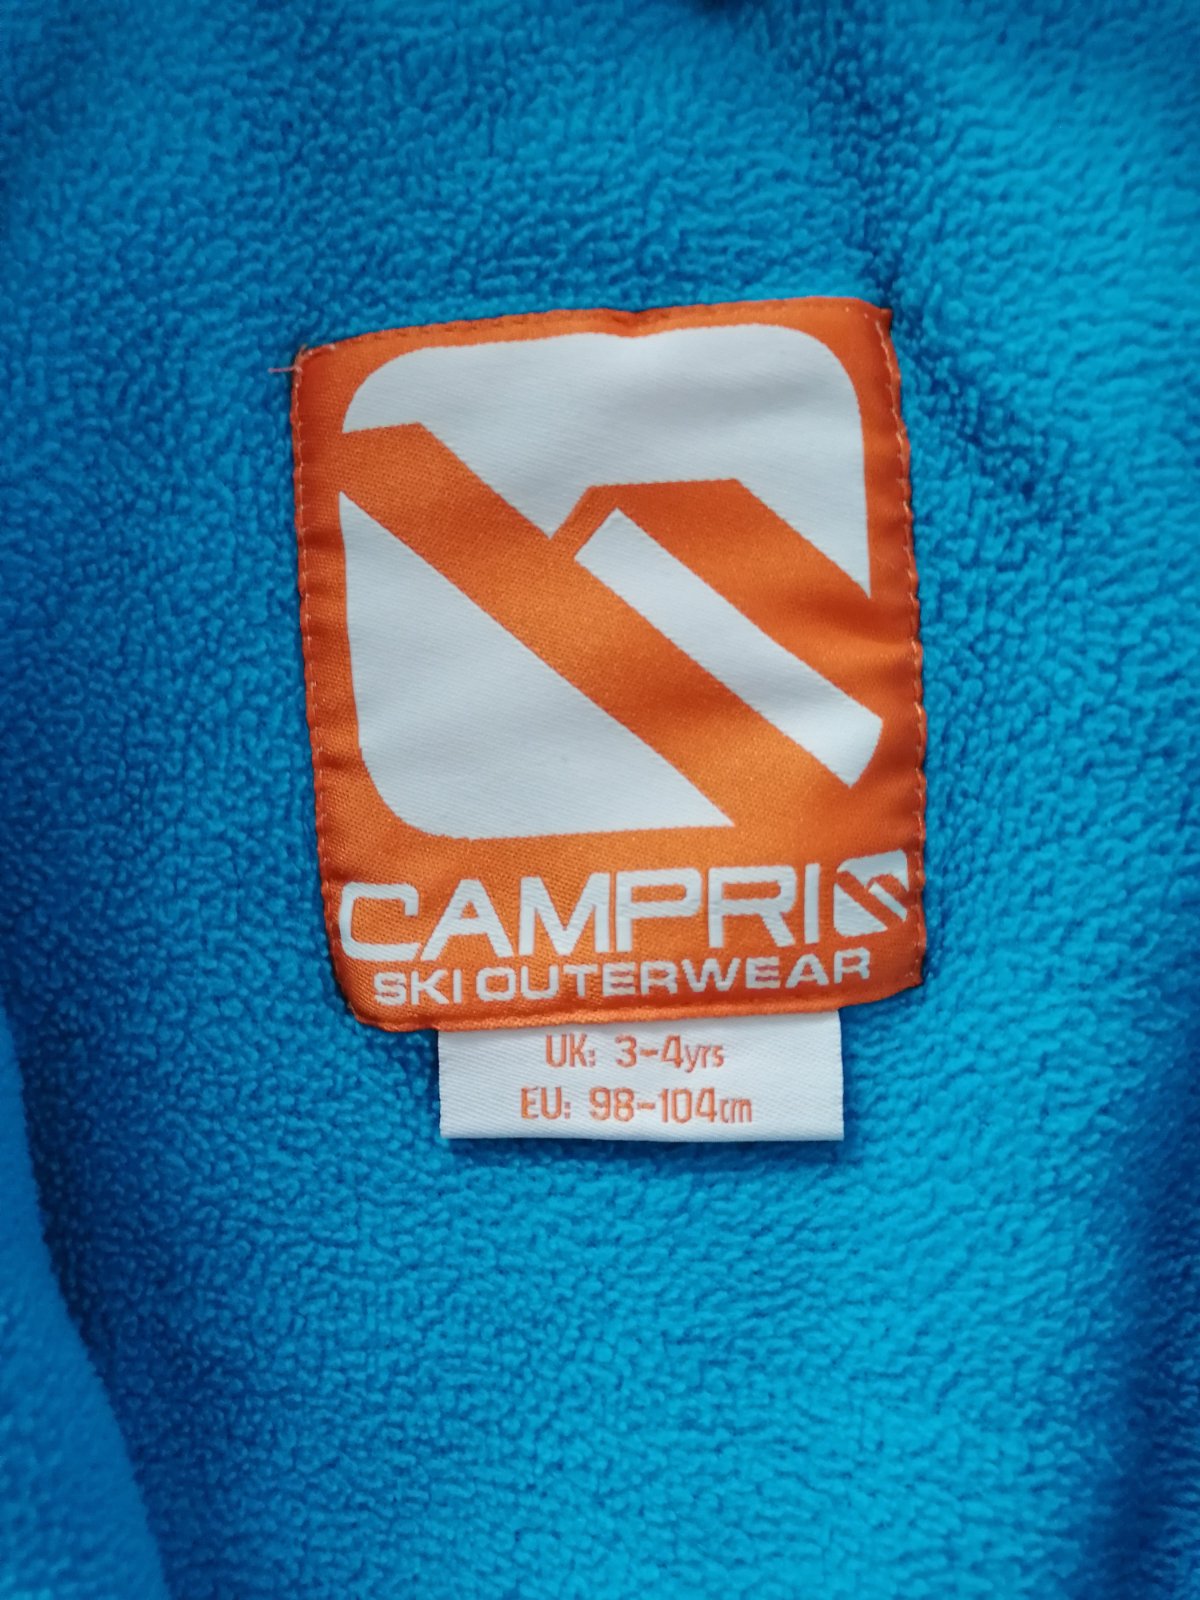 CAMPRI
SKI OUTERWEAR
UK: 3-4yrs
EU: 98-104cm